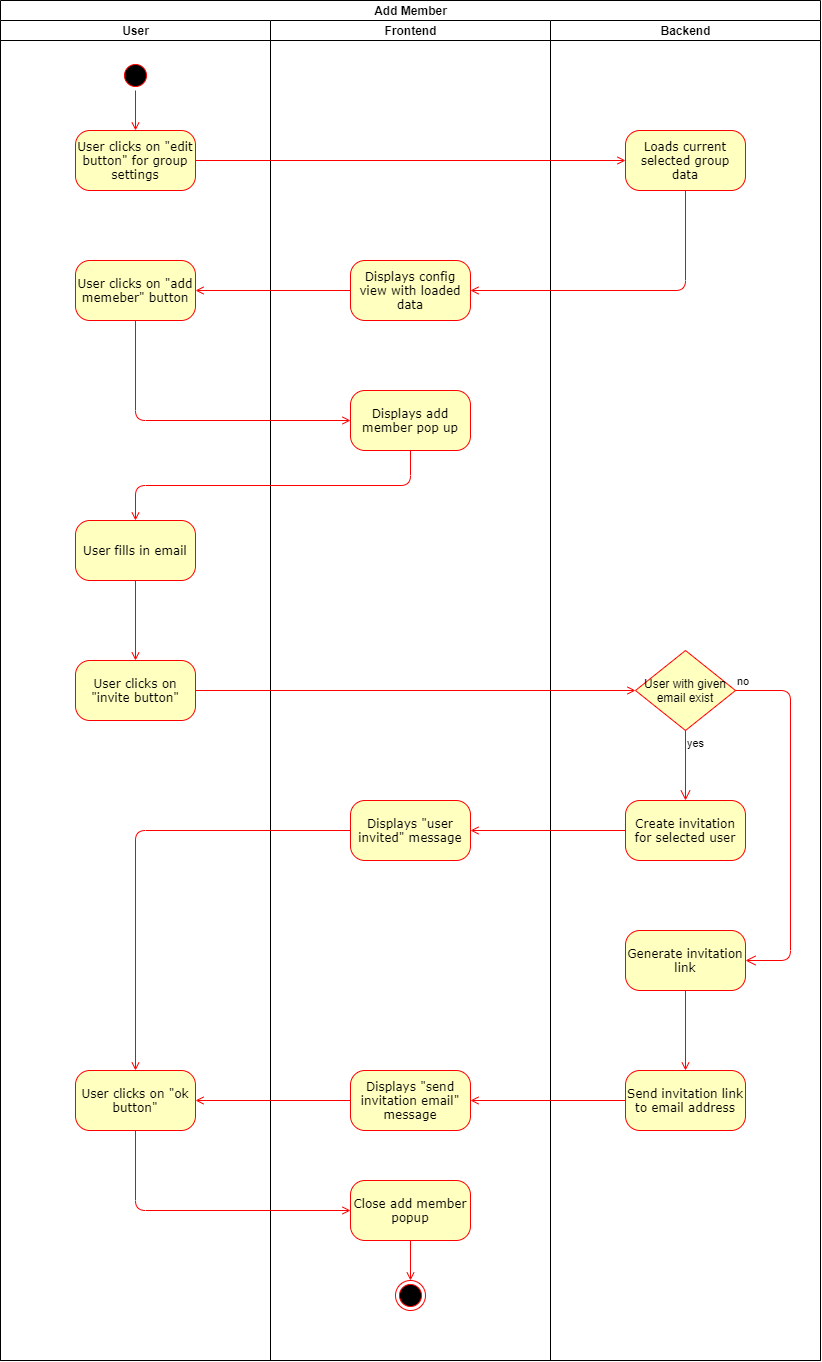 Add Member
User
Frontend
Backend
User clicks on "edit
button" for group
settings
Loads current
selected group
data
User clicks on "add
memeber" button
Displays config
view with loaded
data
Displays add
member pop up
User fills in email
User clicks on
"invite button"
User with given
email exist
no
yes
Displays "user
invited" message
Create invitation
for selected user
Generate invitation
link
User clicks on "ok
button"
Displays "send
invitation email"
message
Send invitation link
to email address
Close add member
popup